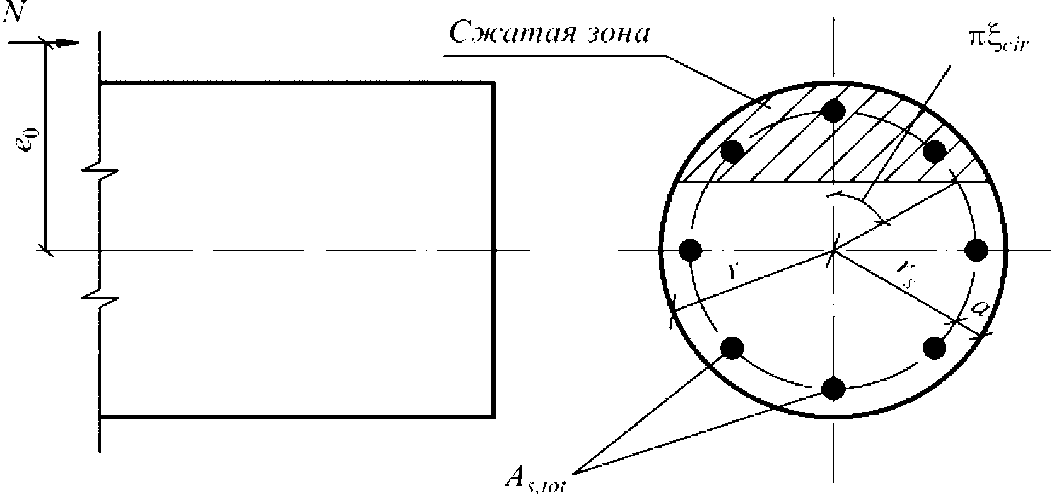 N
Сжатая зона
πξcir
e0
r
rs
a
As,tot